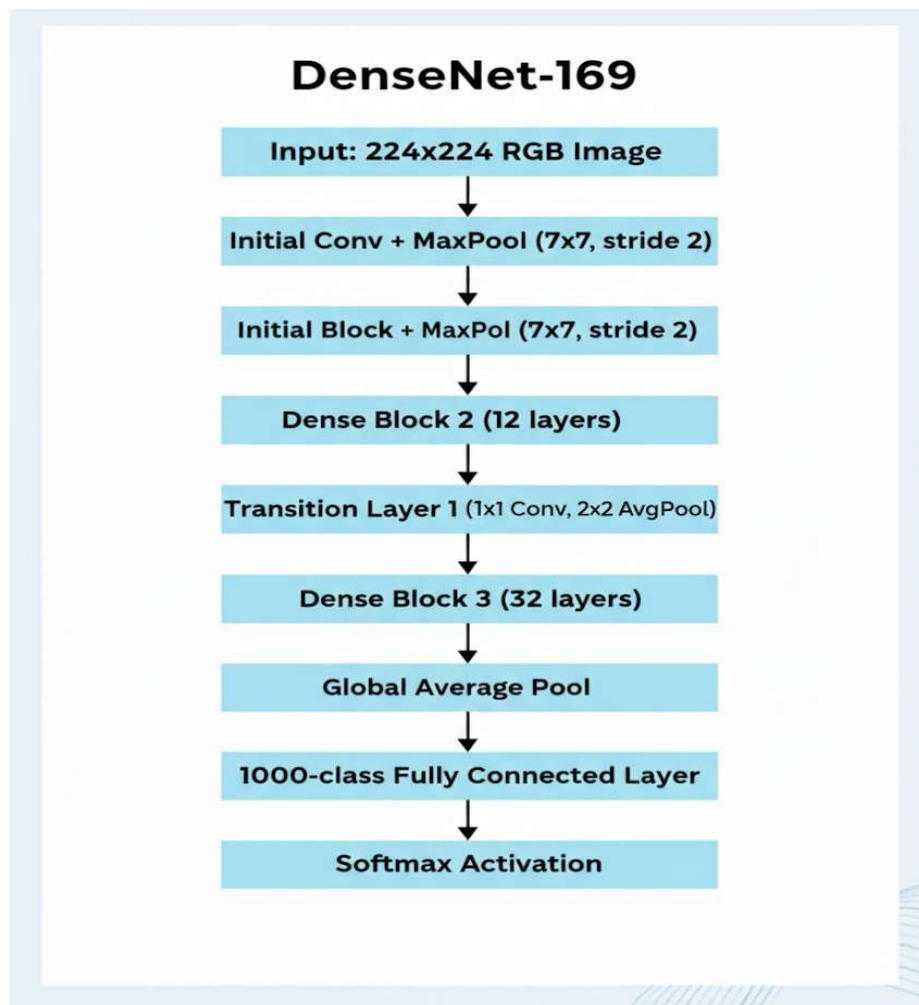 DenseNet-169
Input: 224x224 RGB Image
Initial Conv + MaxPool (7x7, stride 2)
Initial Block + MaxPol (7x7, stride 2)
Dense Block 2 (12 layers)
Transition Layer 1 (1x1 Conv, 2x2 AvgPool)
Dense Block 3 (32 layers)
Global Average Pool
1000-class Fully Connected Layer
Softmax Activation